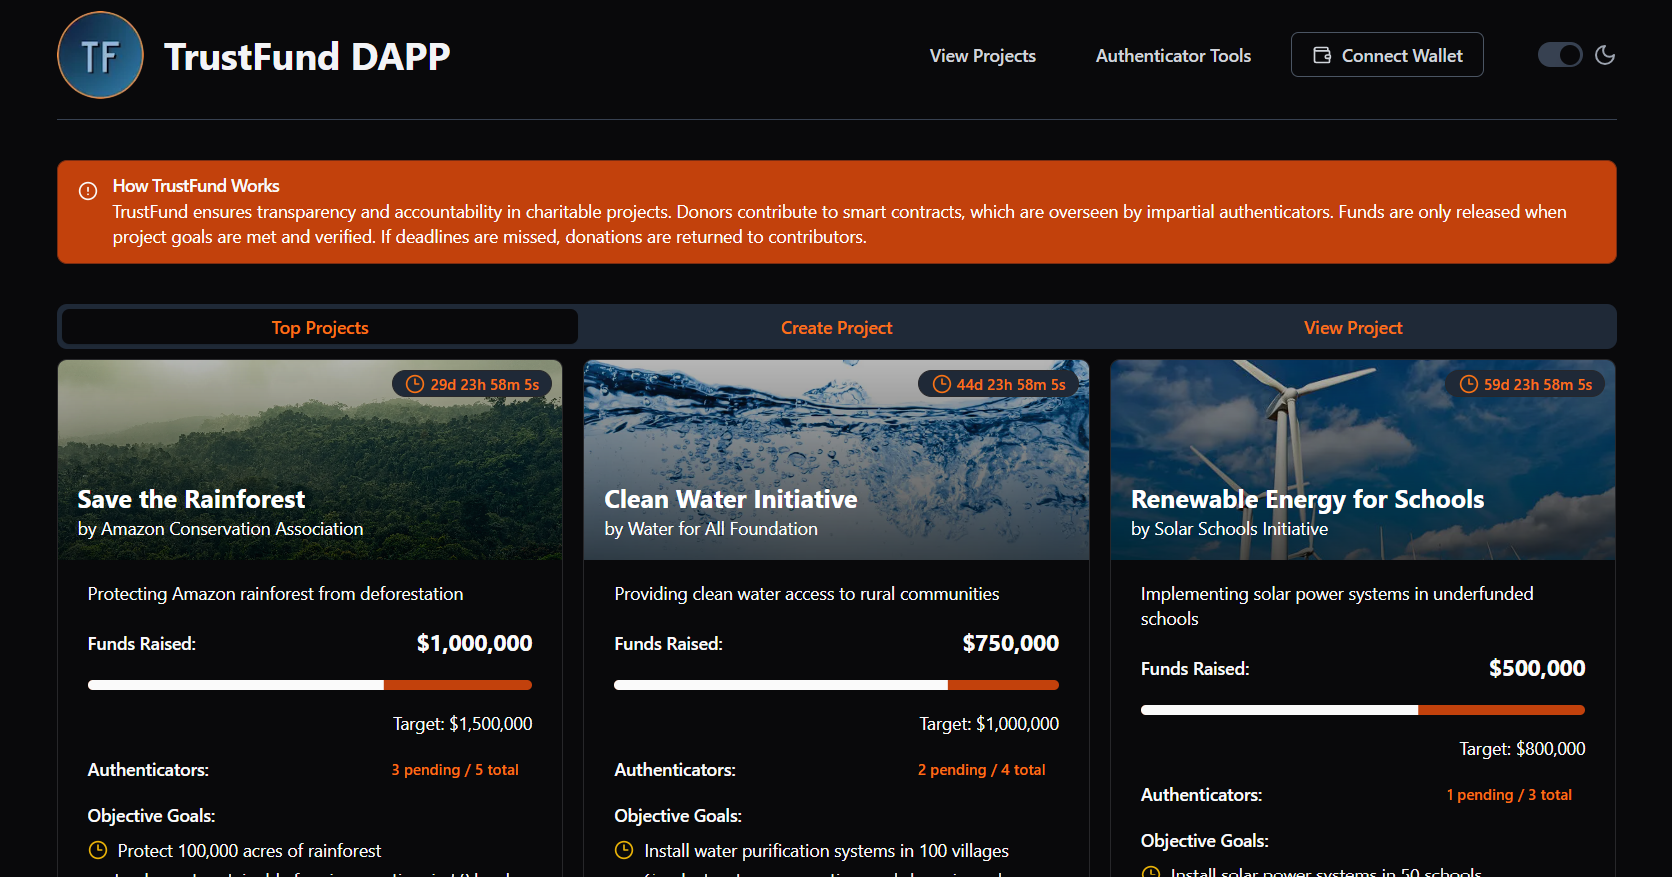 TF
TrustFund DAPP
View Projects
Authenticator Tools
Connect Wallet
How TrustFund Works
TrustFund ensures transparency and accountability in charitable projects. Donors contribute to smart contracts, which are overseen by impartial authenticators. Funds are only released when
project goals are met and verified. If deadlines are missed, donations are returned to contributors.
Top Projects
Create Project
View Project
29d 23h 58m 5s
Save the Rainforest
by Amazon Conservation Association
Protecting Amazon rainforest from deforestation
Funds Raised: $1,000,000
Target: $1,500,000
Authenticators: 3 pending / 5 total
Objective Goals:
Protect 100,000 acres of rainforest
44d 23h 58m 5s
Clean Water Initiative
by Water for All Foundation
Providing clean water access to rural communities
Funds Raised: $750,000
Target: $1,000,000
Authenticators: 2 pending / 4 total
Objective Goals:
Install water purification systems in 100 villages
59d 23h 58m 5s
Renewable Energy for Schools
by Solar Schools Initiative
Implementing solar power systems in underfunded
schools
Funds Raised: $500,000
Target: $800,000
Authenticators: 1 pending / 3 total
Objective Goals:
Install solar power systems in 50 schools